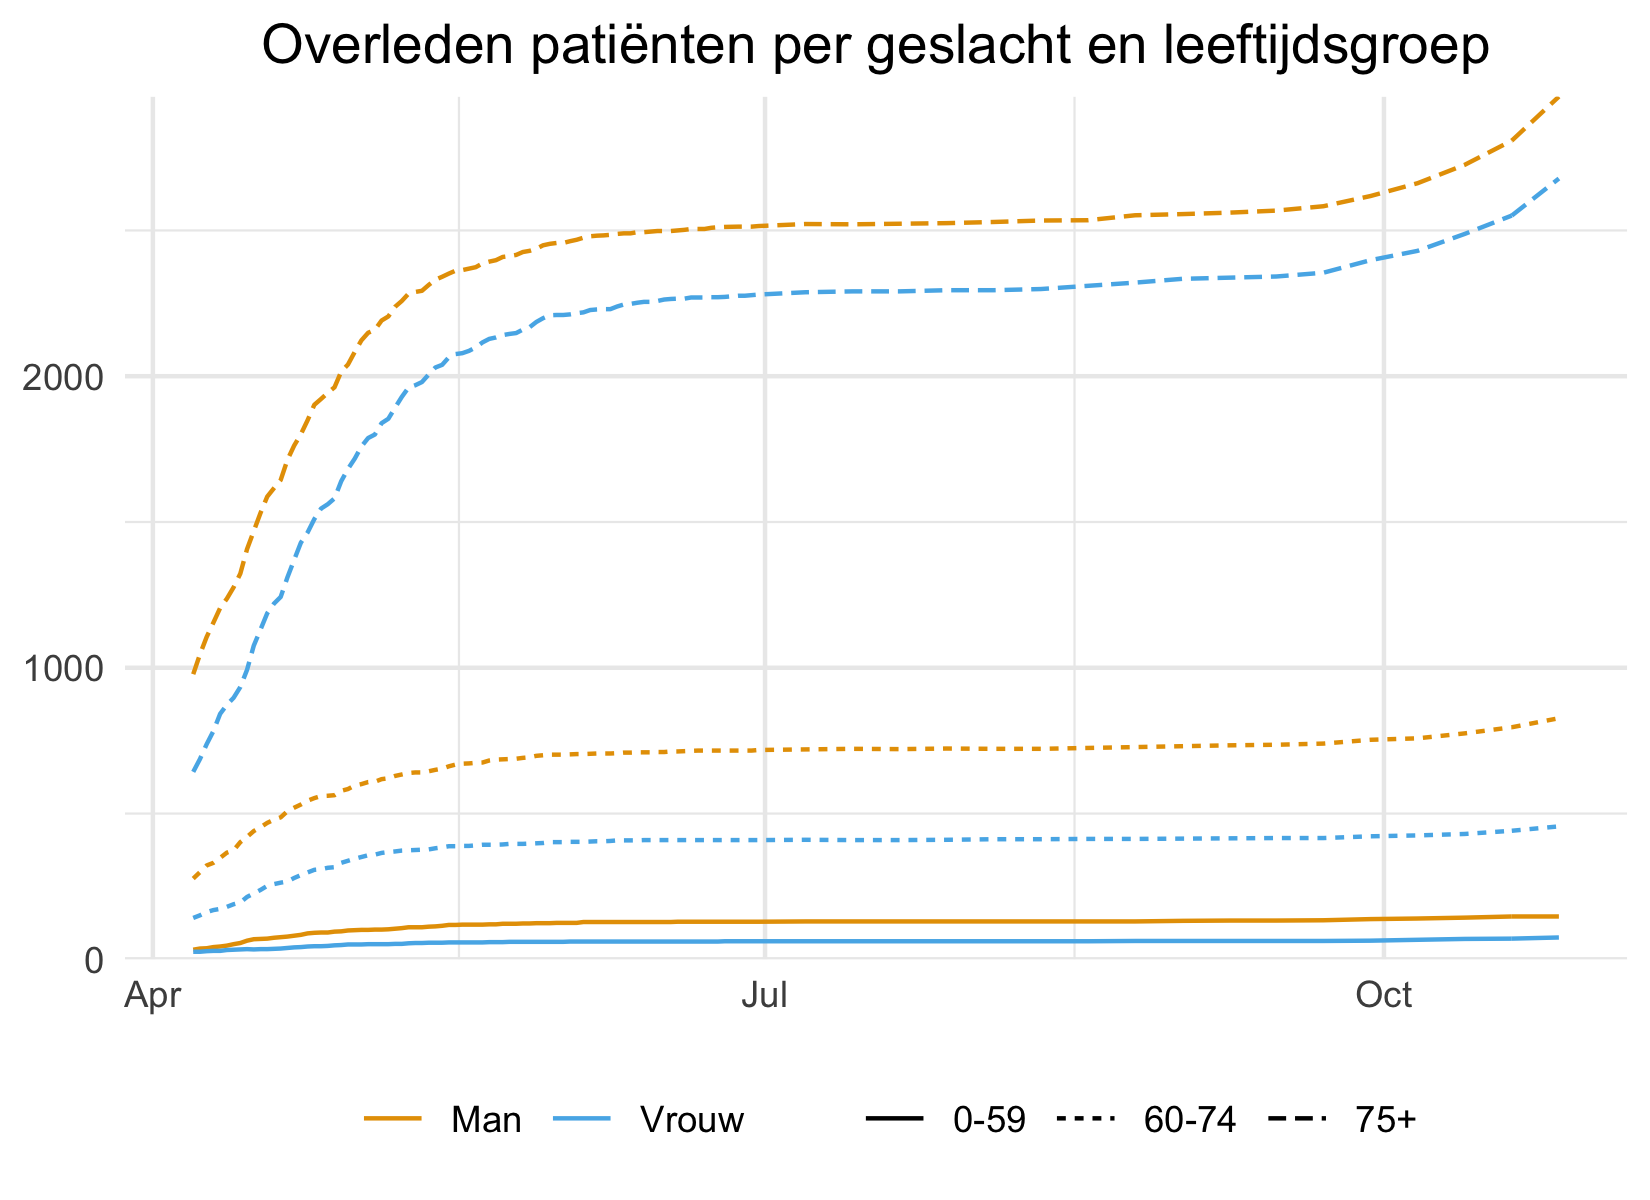 Overleden patiënten per geslacht en leeftijdsgroep
2000
1000
0
Apr Jul Oct
Man Vrouw 0-59 60-74 75+